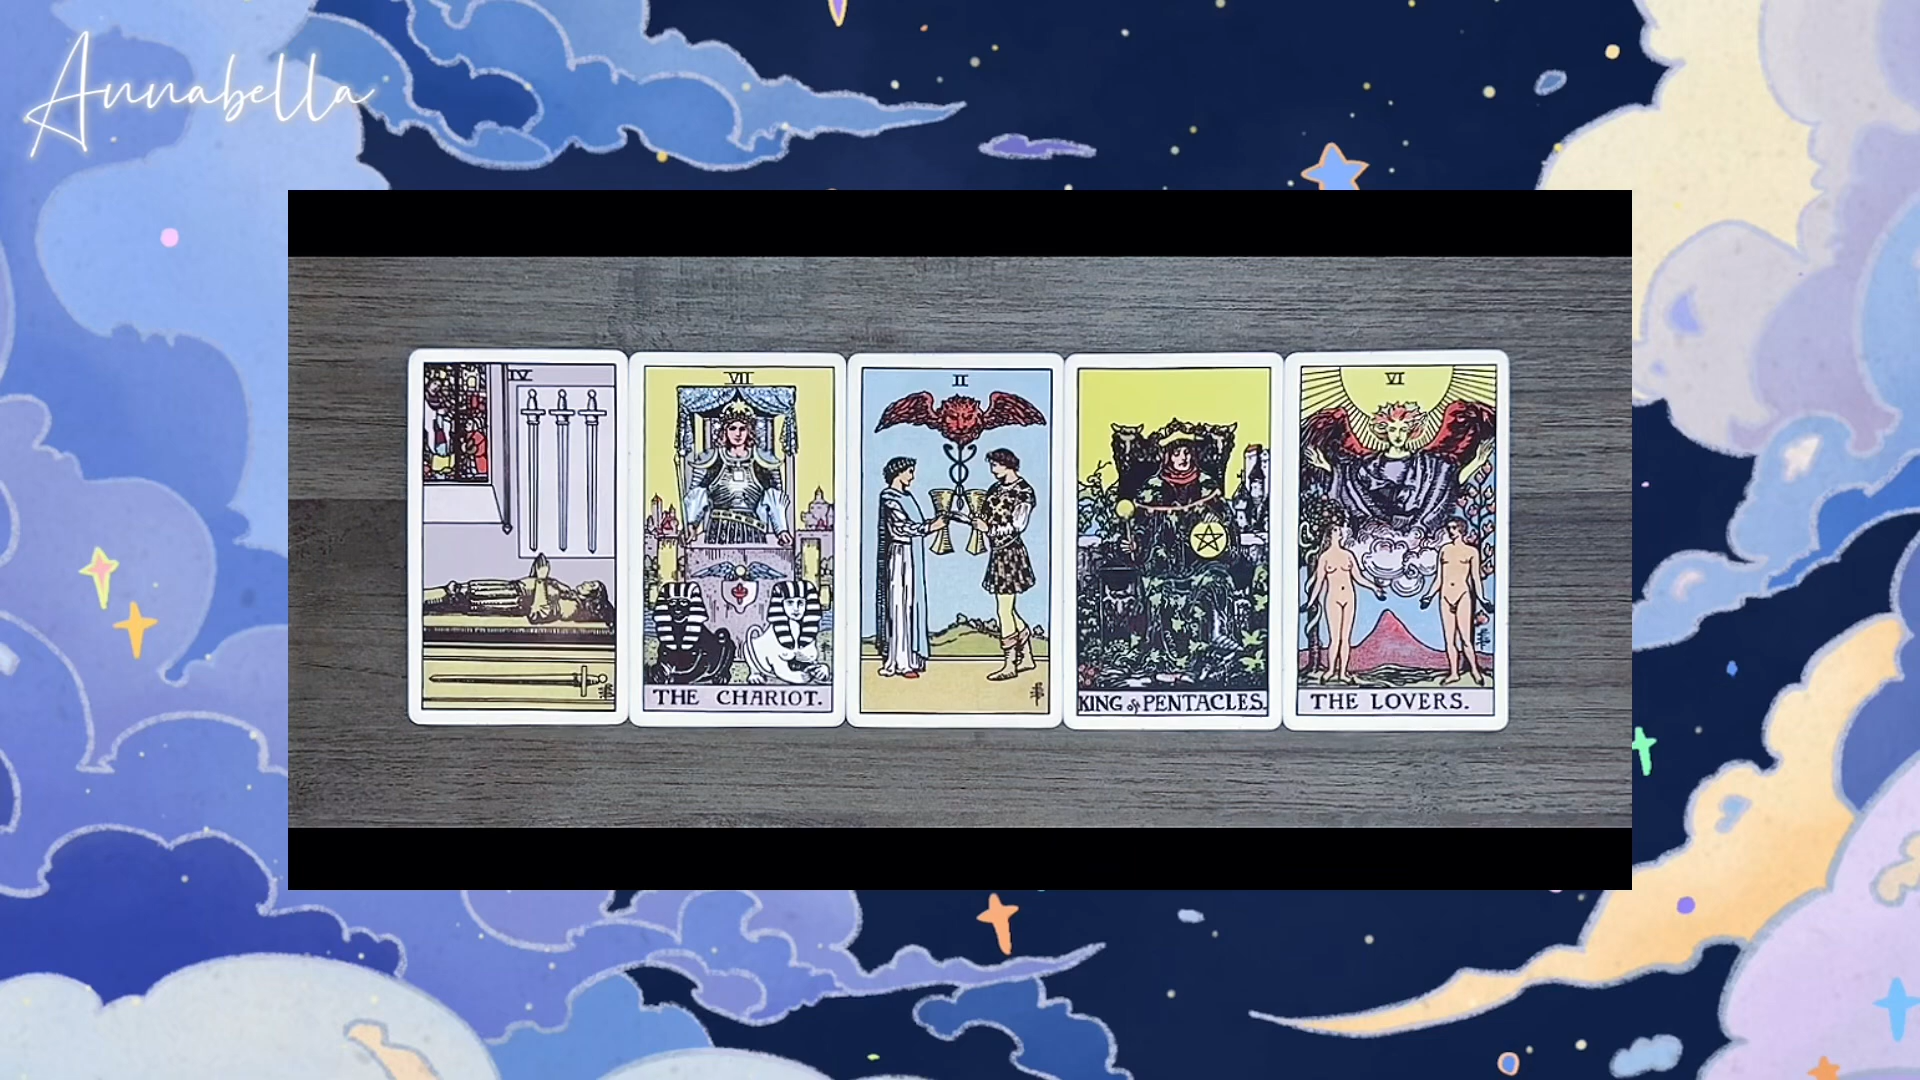 Annabella
IV
VII
THE CHARIOT.
II
KING of PENTACLES.
VI
THE LOVERS.